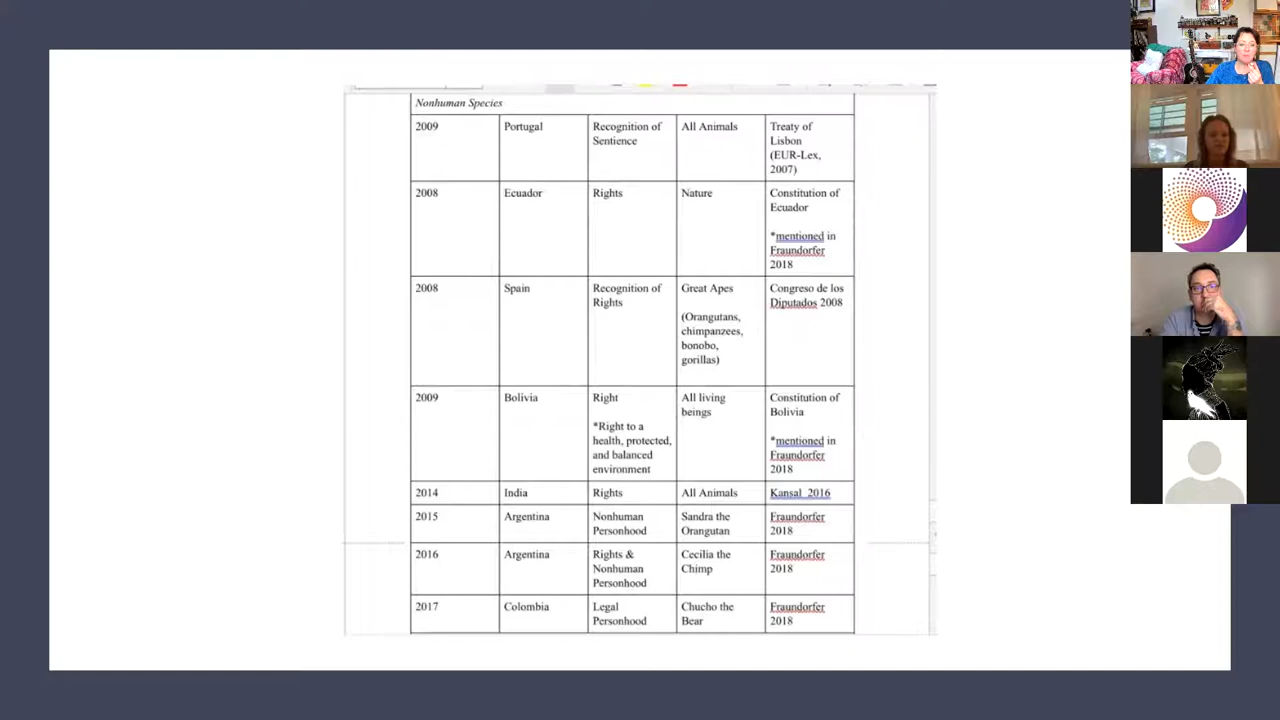 Nonhuman Species
2009
Portugal
Recognition of
Sentience
All Animals
Treaty of
Lisbon
(EUR-Lex,
2007)
2008
Ecuador
Rights
Nature
Constitution of
Ecuador
*mentioned in
Fraundorfer
2018
2008
Spain
Recognition of
Rights
Great Apes
(Orangutans,
chimpanzees,
bonobo,
gorillas)
Congreso de los
Diputados 2008
2009
Bolivia
Right
*Right to a
health, protected,
and balanced
environment
All living
beings
Constitution of
Bolivia
*mentioned in
Fraundorfer
2018
2014
India
Rights
All Animals
Kansal 2016
2015
Argentina
Nonhuman
Personhood
Sandra the
Orangutan
Fraundorfer
2018
2016
Argentina
Rights &
Nonhuman
Personhood
Cecilia the
Chimp
Fraundorfer
2018
2017
Colombia
Legal
Personhood
Chucho the
Bear
Fraundorfer
2018